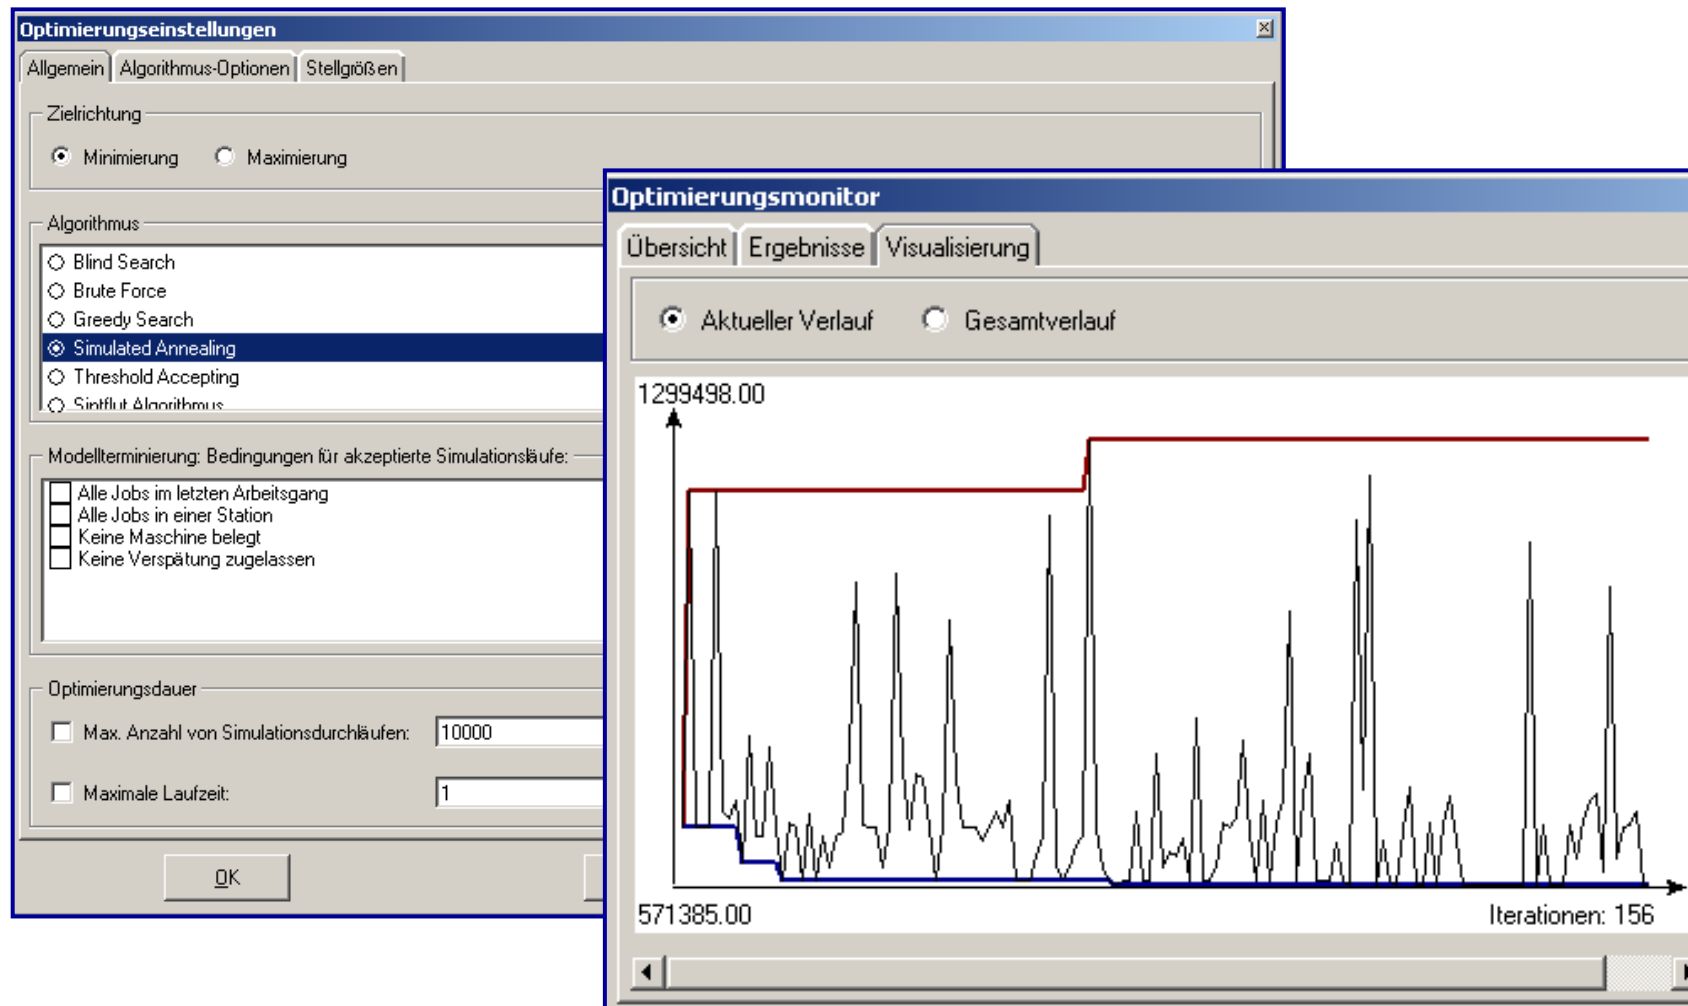 Optimierungseinstellungen
Allgemein Algorithmus-Optionen Stellgrößen
Zielrichtung
Minimierung Maximierung
Algorithmus
Blind Search
Brute Force
Greedy Search
Simulated Annealing
Threshold Accepting
Sintflut Algorithmus
Modellterminierung: Bedingungen für akzeptierte Simulationsläufe:
Alle Jobs im letzten Arbeitsgang
Alle Jobs in einer Station
Keine Maschine belegt
Keine Verspätung zugelassen
Optimierungsdauer
Max. Anzahl von Simulationsdurchläufen: 10000
Maximale Laufzeit: 1
OK
Optimierungsmonitor
Übersicht Ergebnisse Visualisierung
Aktueller Verlauf Gesamtverlauf
1299498.00
571385.00 Iterationen: 156